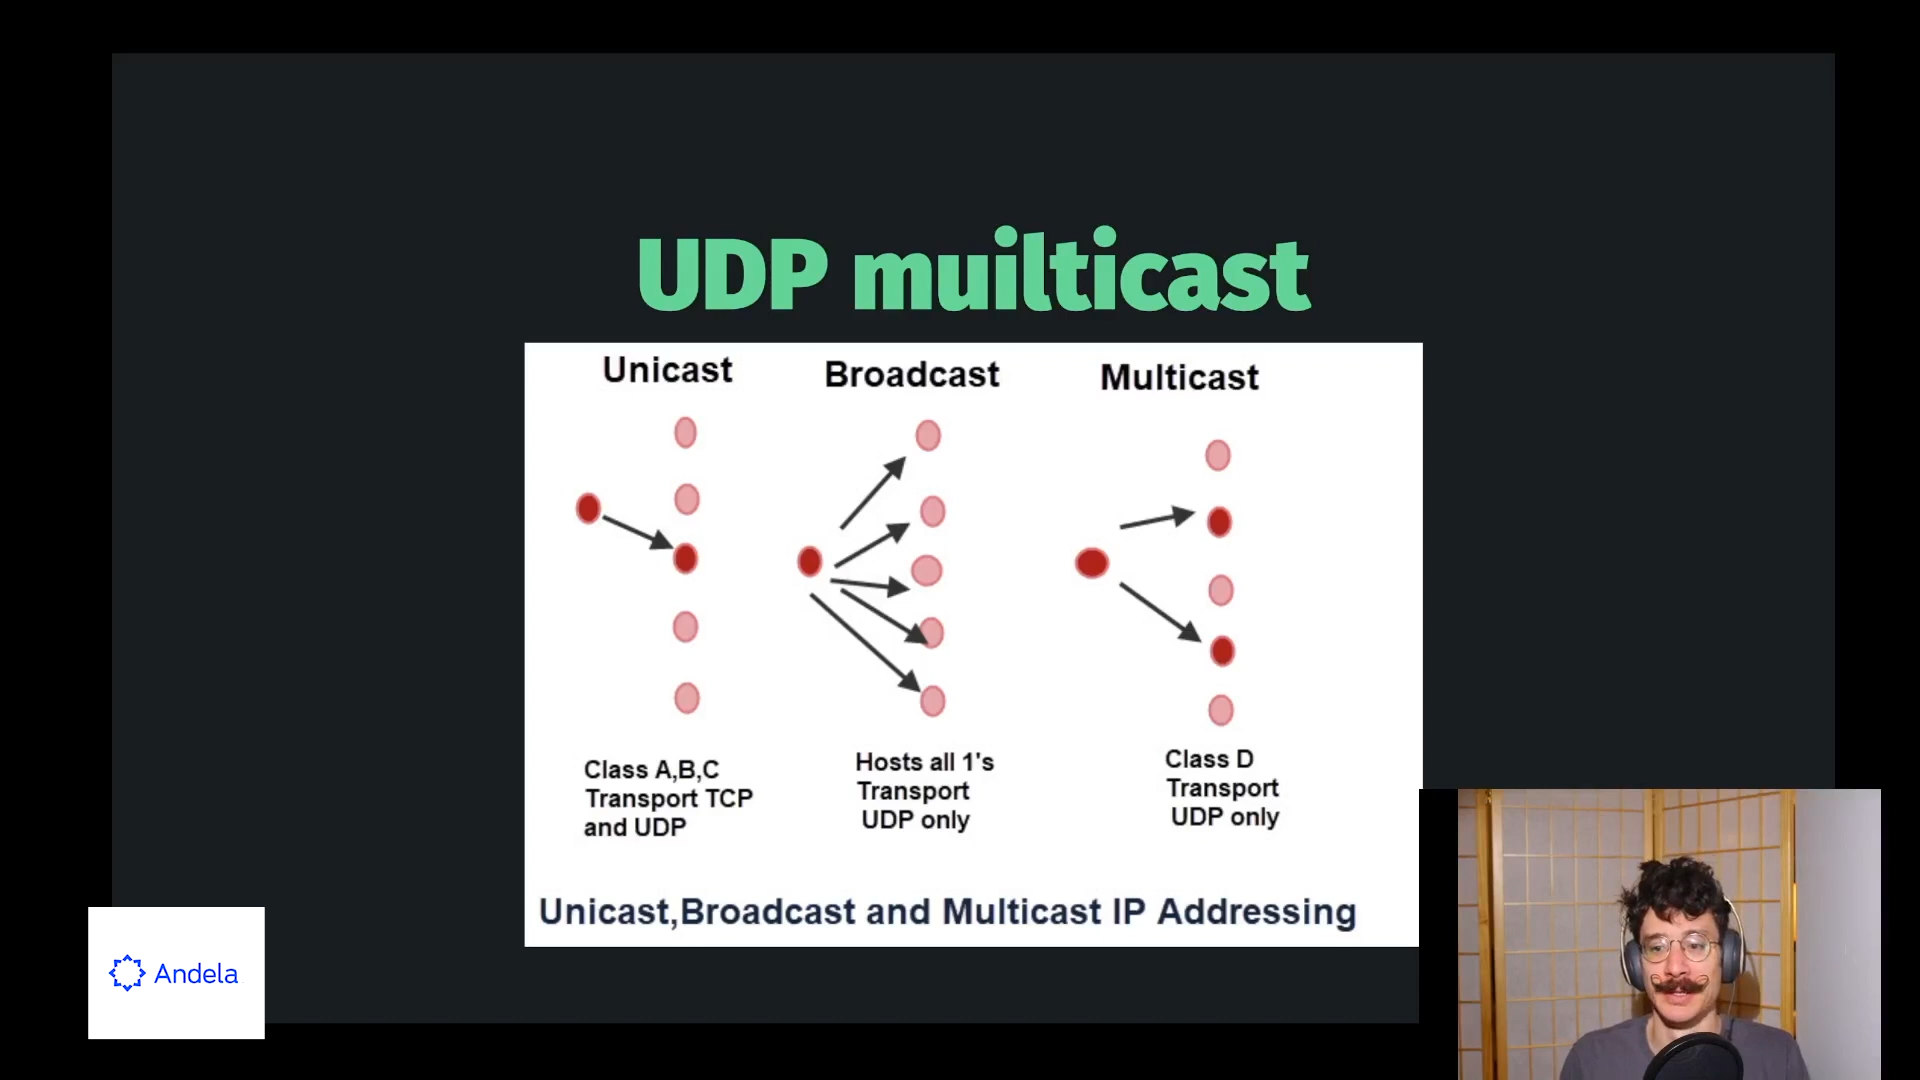 UDP muilticast
Unicast
Broadcast
Multicast
Class A,B,C
Transport TCP
and UDP
Hosts all 1's
Transport
UDP only
Class D
Transport
UDP only
Unicast,Broadcast and Multicast IP Addressing
Andela